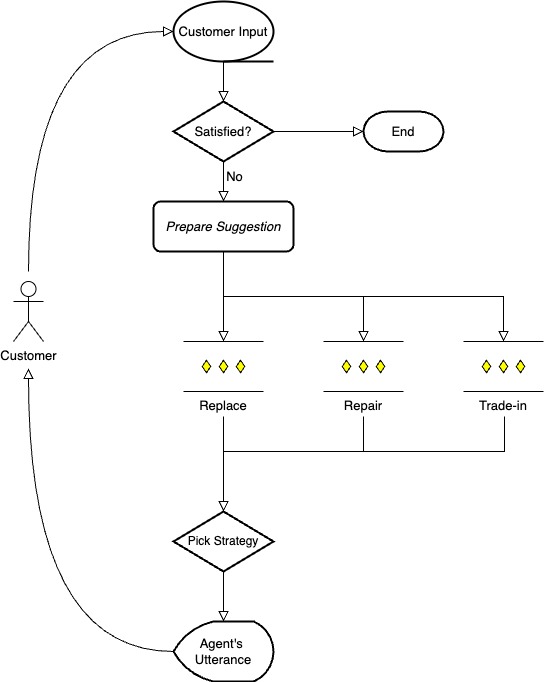 Customer Input
Satisfied?
End
No
Prepare Suggestion
Customer
Replace
Repair
Trade-in
Pick Strategy
Agent's
Utterance